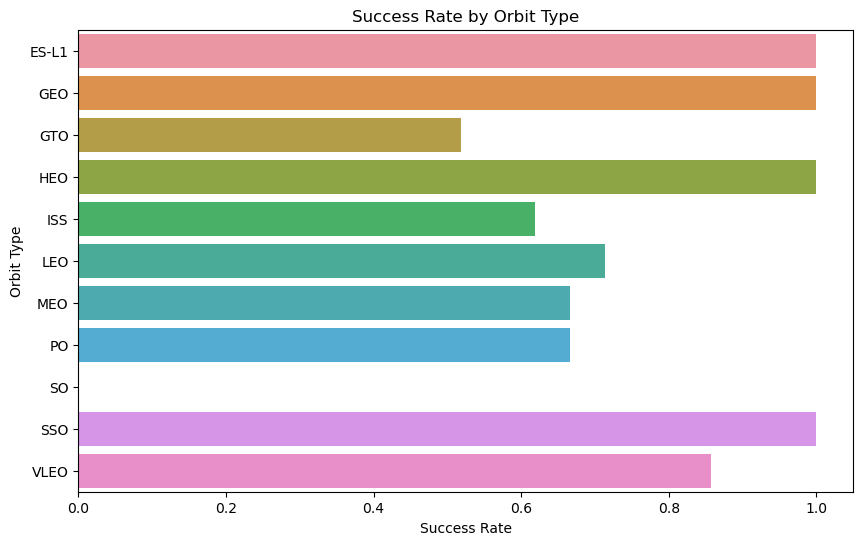 Success Rate by Orbit Type
Orbit Type
ES-L1
GEO
GTO
HEO
ISS
LEO
MEO
PO
SO
SSO
VLEO
0.0 0.2 0.4 0.6 0.8 1.0
Success Rate